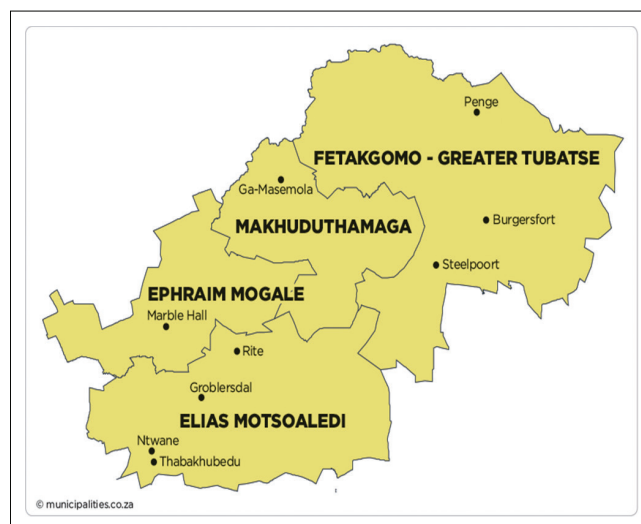 Penge
FETAKGOMO - GREATER TUBATSE
Ga-Masemola
MAKHUDUTHAMAGA
Burgersfort
Steelpoort
EPHRAIM MOGALE
Marble Hall
Rite
Groblersdal
ELIAS MOTSOALEDI
Ntwane
Thabakhubedu
© municipalities.co.za